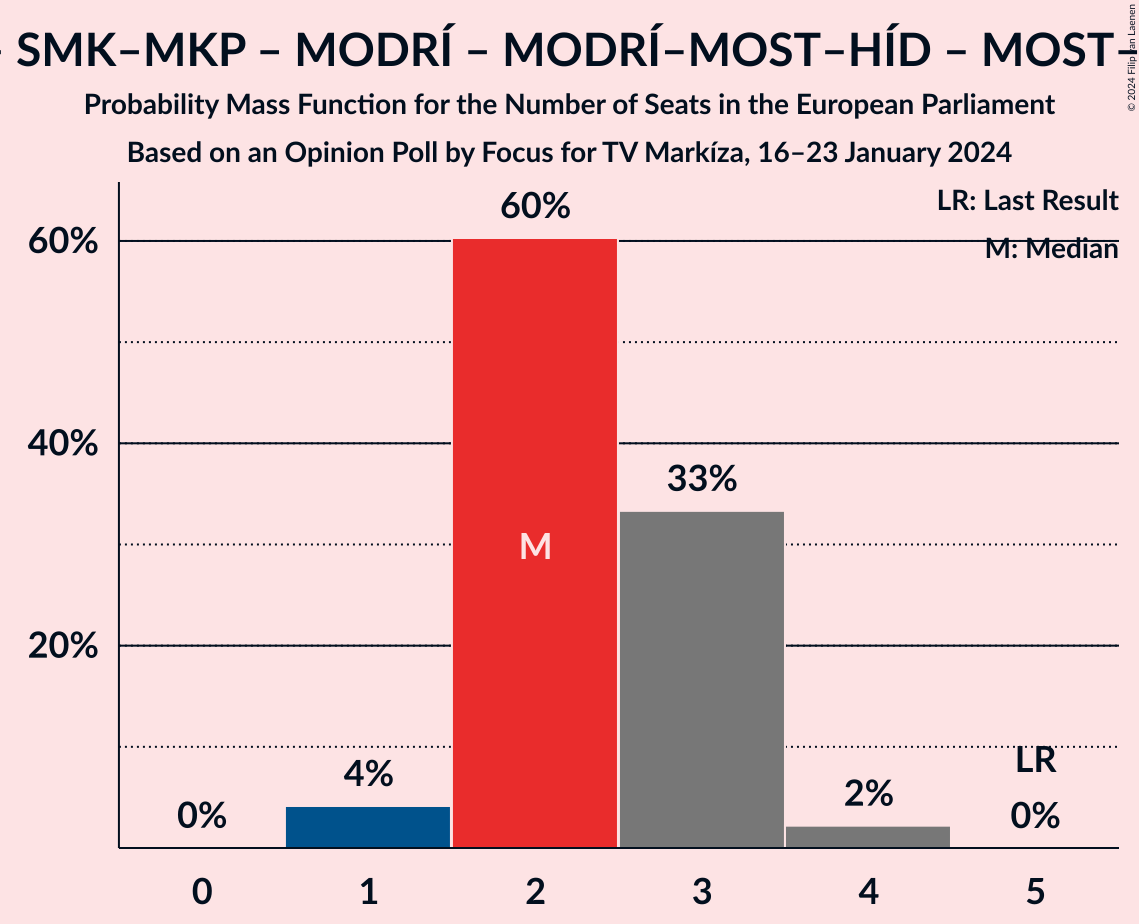 – SMK–MKP – MODRÍ – MODRÍ–MOST–HÍD – MOST–
Probability Mass Function for the Number of Seats in the European Parliament
Based on an Opinion Poll by Focus for TV Markíza, 16–23 January 2024
© 2024 Filip van Laenen
LR: Last Result
M: Median
60%
40%
20%
0%
4%
60%
M
33%
2%
LR
0%
0 1 2 3 4 5